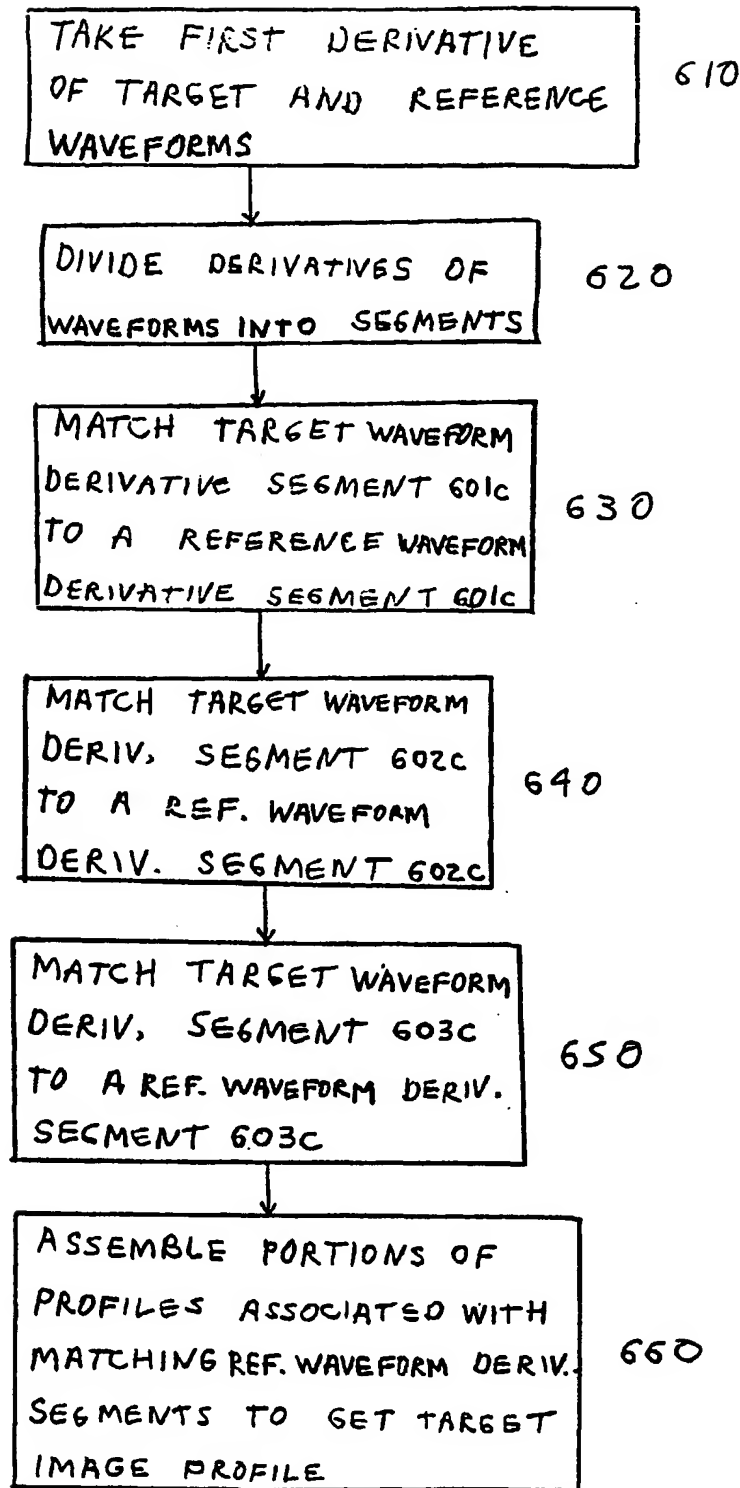 TAKE FIRST DERIVATIVE
OF TARGET AND REFERENCE
WAVEFORMS
610
DIVIDE DERIVATIVES OF
WAVEFORMS INTO SEGMENTS
620
MATCH TARGET WAVEFORM
DERIVATIVE SEGMENT 601c
TO A REFERENCE WAVEFORM
DERIVATIVE SEGMENT 601c
630
MATCH TARGET WAVEFORM
DERIV. SEGMENT 602C
TO A REF. WAVEFORM
DERIV. SEGMENT 602C
640
MATCH TARGET WAVEFORM
DERIV. SEGMENT 603C
TO A REF. WAVEFORM DERIV.
SEGMENT 603C
650
ASSEMBLE PORTIONS OF
PROFILES ASSOCIATED WITH
MATCHING REF. WAVEFORM DERIV.
SEGMENTS TO GET TARGET
IMAGE PROFILE
660